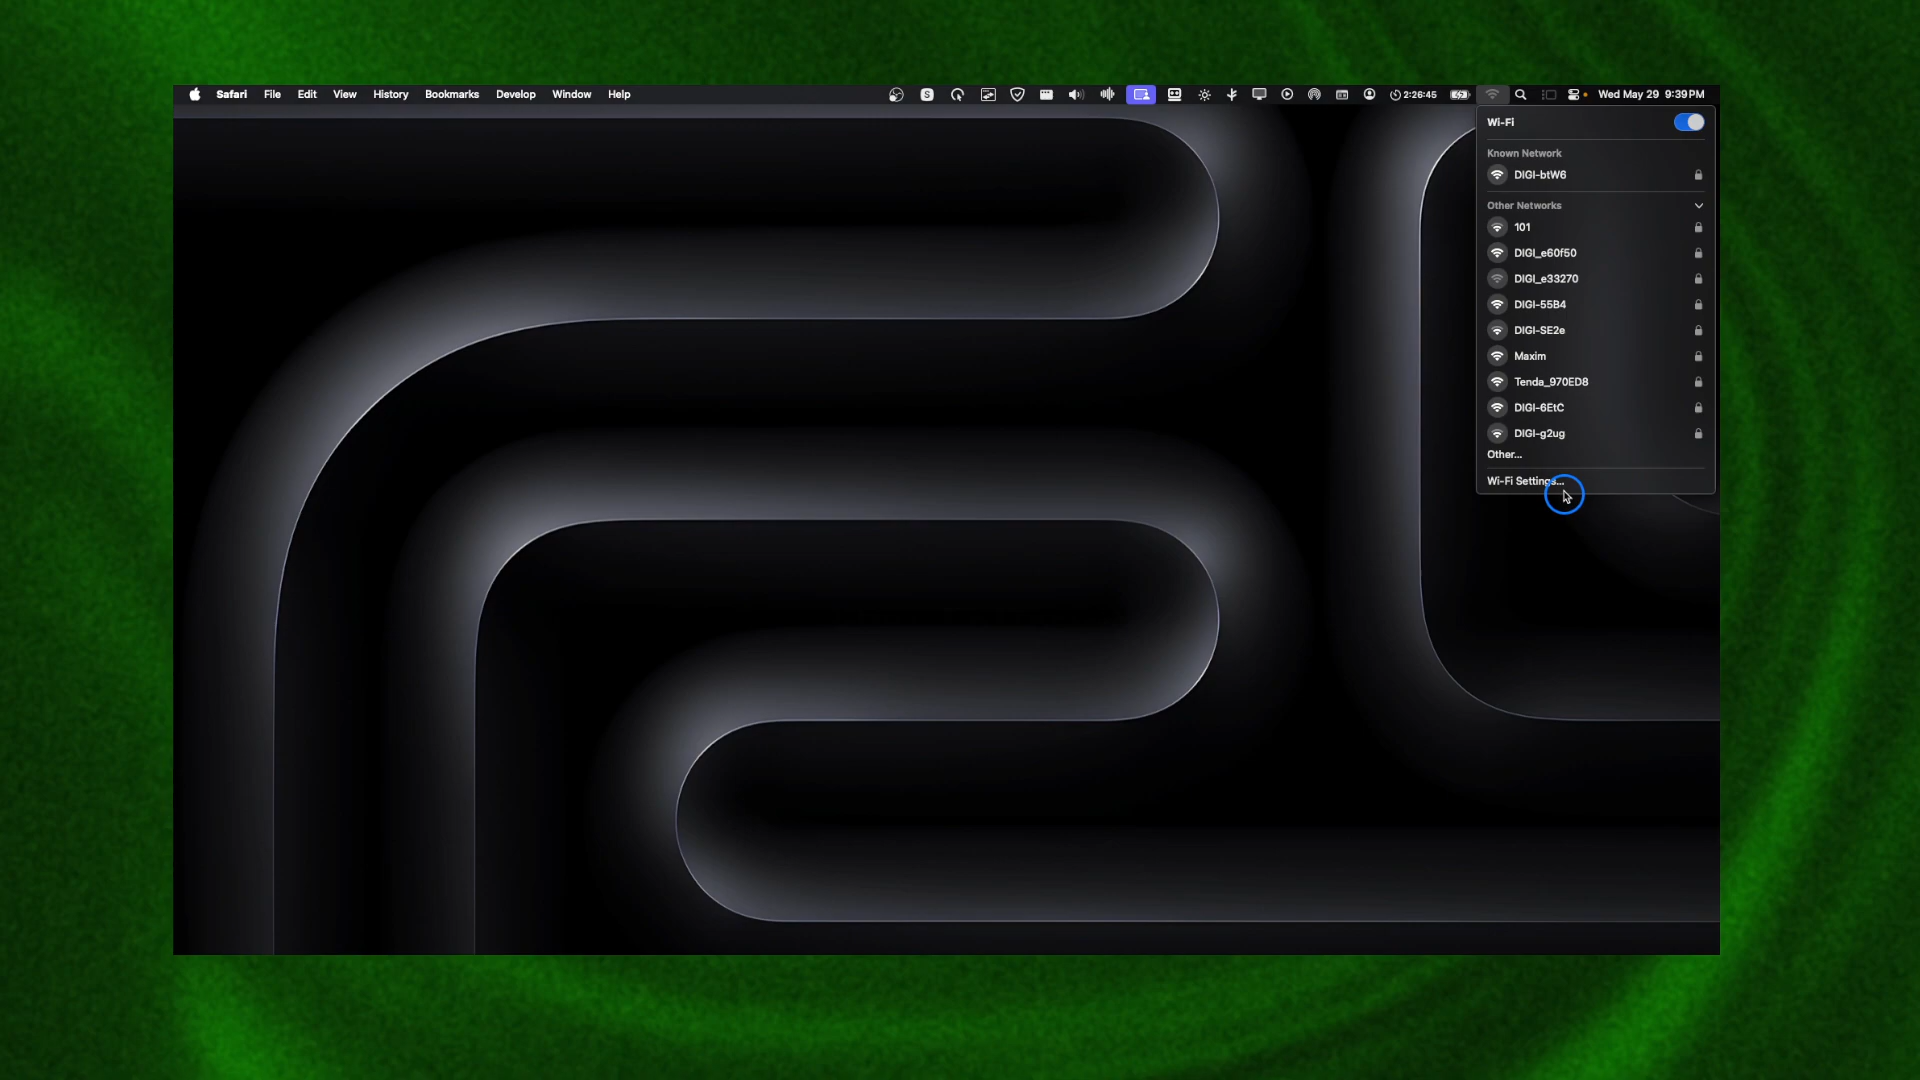 Safari File Edit View History Bookmarks Develop Window Help S 2:26:45 Wed May 29 9:39 PM
Wi-Fi
Known Network
DIGI-btW6
Other Networks
101
DIGI_e60f50
DIGI_e33270
DIGI-55B4
DIGI-SE2e
Maxim
Tenda_970ED8
DIGI-6EtC
DIGI-g2ug
Other...
Wi-Fi Settings...